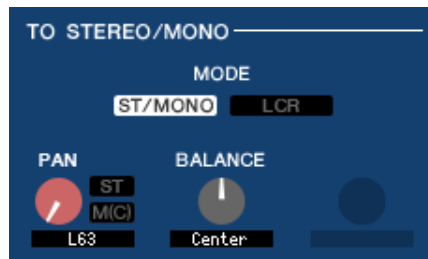 TO STEREO/MONO
MODE
ST/MONO LCR
PAN BALANCE
ST
M(C)
L63 Center